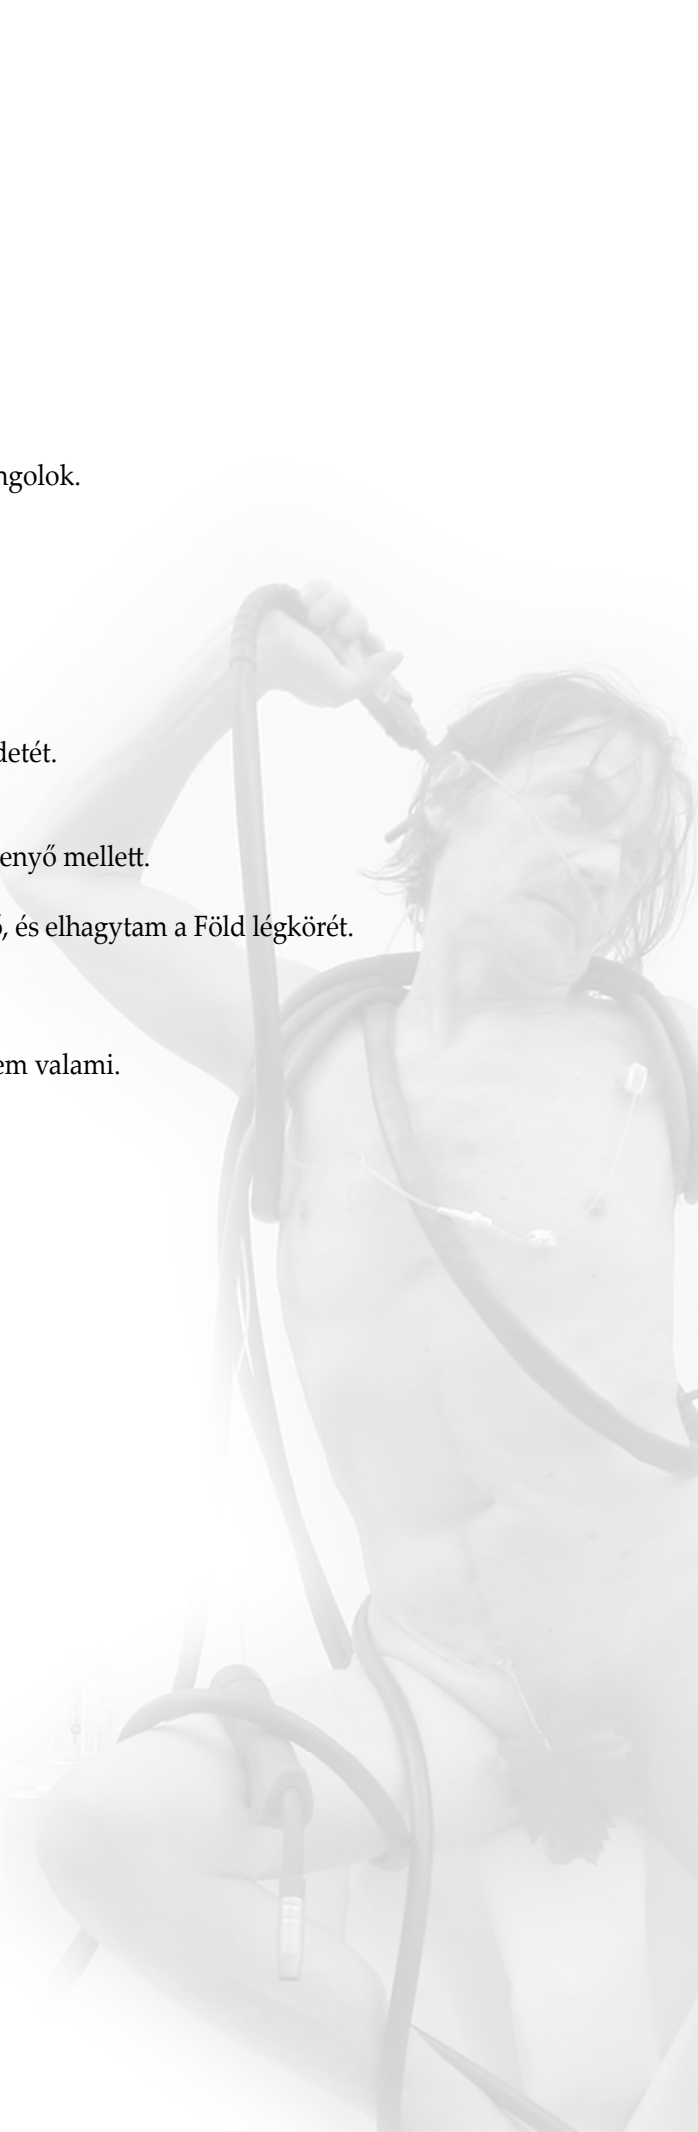 ngolok.
detét.
enyő mellett.
ő, és elhagytam a Föld légkörét.
em valami.